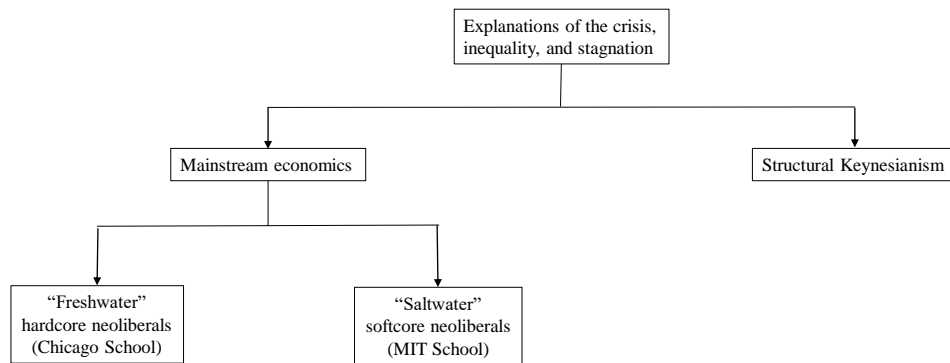 Explanations of the crisis,
inequality, and stagnation
Mainstream economics
Structural Keynesianism
“Freshwater”
hardcore neoliberals
(Chicago School)
“Saltwater”
softcore neoliberals
(MIT School)